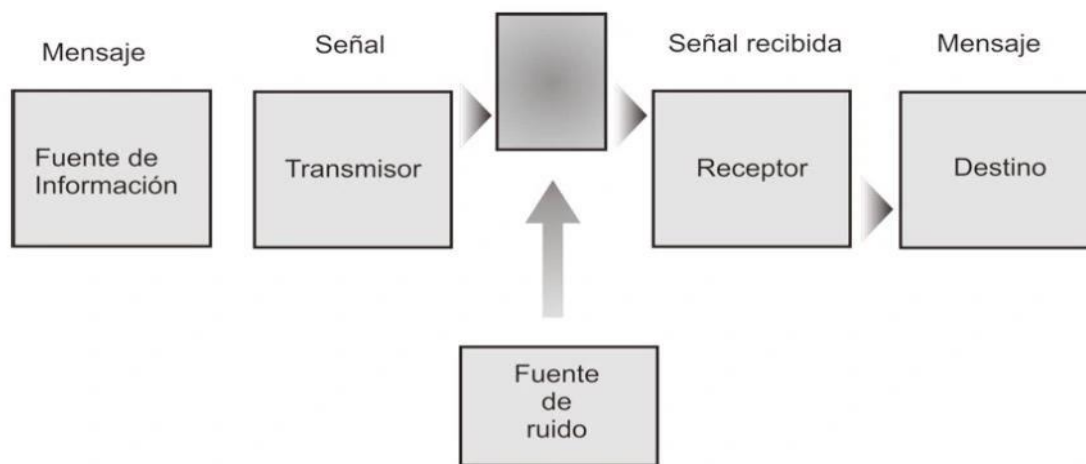 Mensaje
Señal
Señal recibida
Mensaje
Fuente de
Información
Transmisor
Receptor
Destino
Fuente
de
ruido